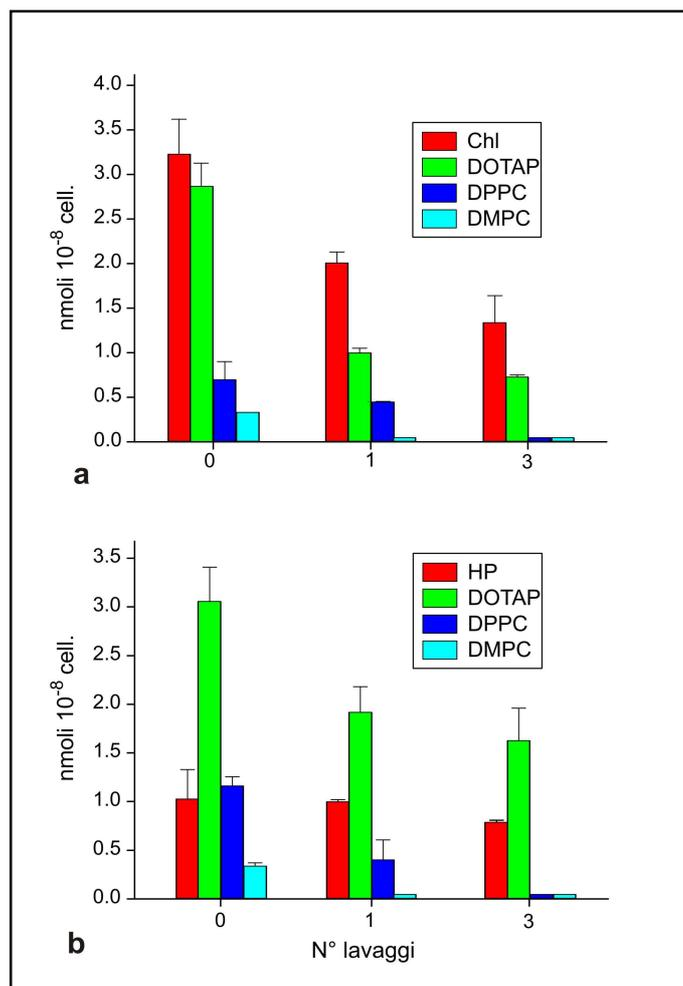 4.0
3.5
3.0
2.5
2.0
1.5
1.0
0.5
0.0
nmoli 10⁻⁸ cell.
Chl
DOTAP
DPPC
DMPC
0 1 3
a
3.5
3.0
2.5
2.0
1.5
1.0
0.5
0.0
nmoli 10⁻⁸ cell.
HP
DOTAP
DPPC
DMPC
0 1 3
N° lavaggi
b